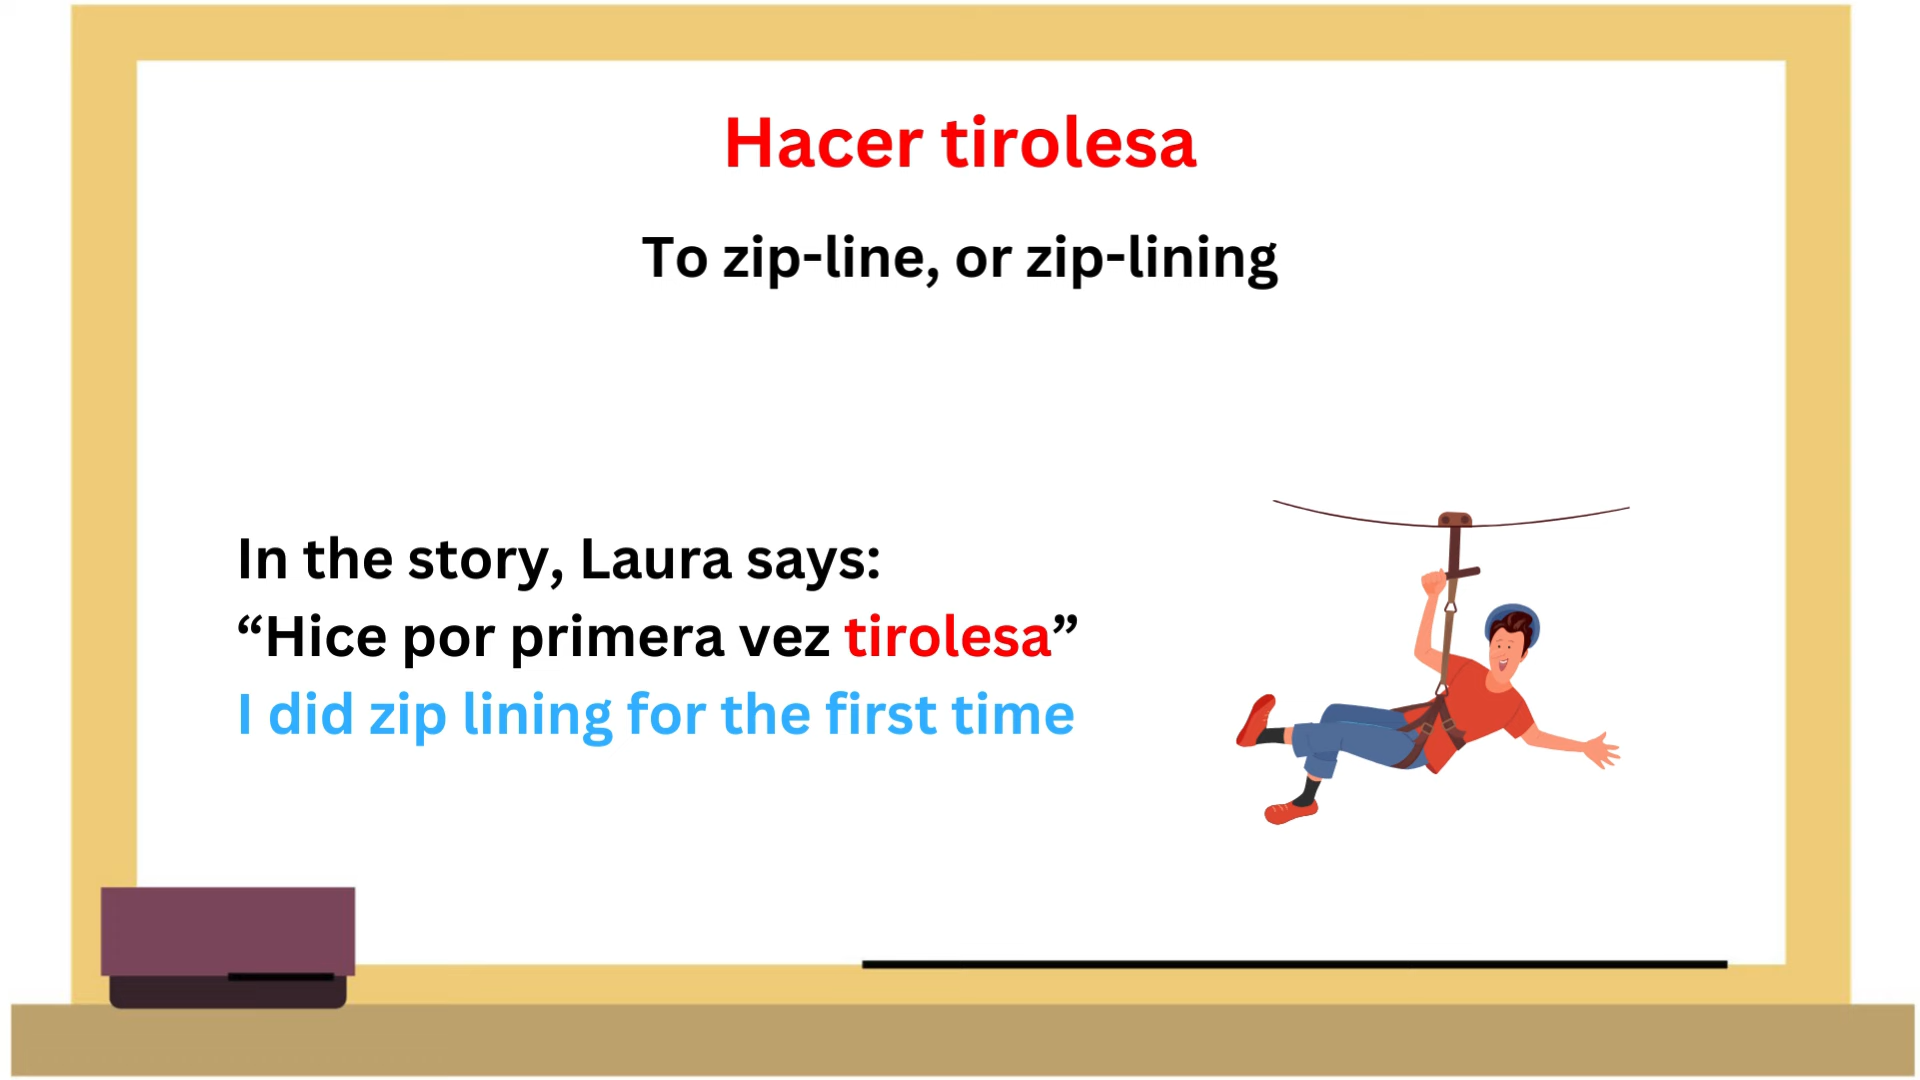 Hacer tirolesa
To zip-line, or zip-lining
In the story, Laura says:
“Hice por primera vez tirolesa”
I did zip lining for the first time